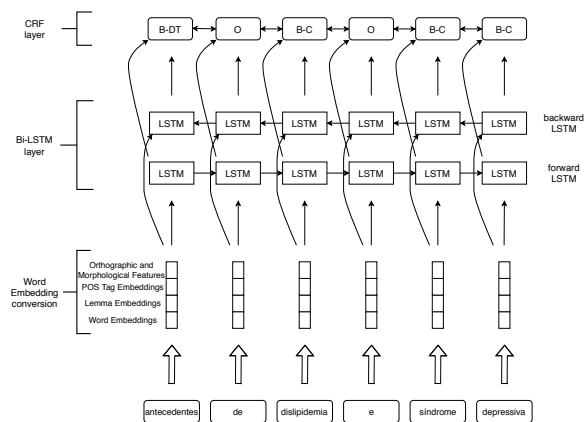 CRF
layer
B-DT O B-C O B-C B-C
Bi-LSTM
layer
LSTM LSTM LSTM LSTM LSTM LSTM
backward
LSTM
LSTM LSTM LSTM LSTM LSTM LSTM
forward
LSTM
Word
Embedding
conversion
Orthographic and
Morphological Features
POS Tag Embeddings
Lemma Embeddings
Word Embeddings
antecedentes de dislipidemia e síndrome depressiva